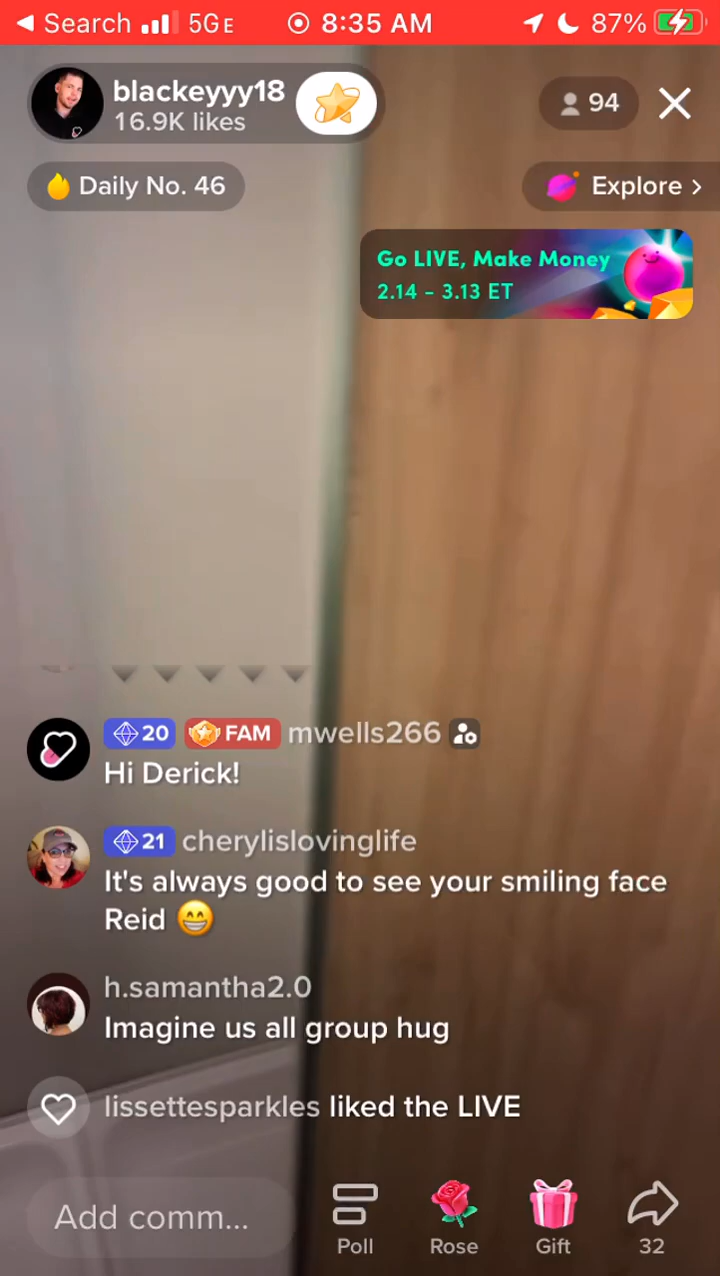 Search 5GE 8:35 AM 87%
blackeyyy18
16.9K likes
94
Daily No. 46
Explore
Go LIVE, Make Money
2.14 - 3.13 ET
20 FAM mwells266
Hi Derick!
21 cherylislovinglife
It's always good to see your smiling face
Reid 😁
h.samantha2.0
Imagine us all group hug
lissettesparkles liked the LIVE
Add comm...
Poll
Rose
Gift
32